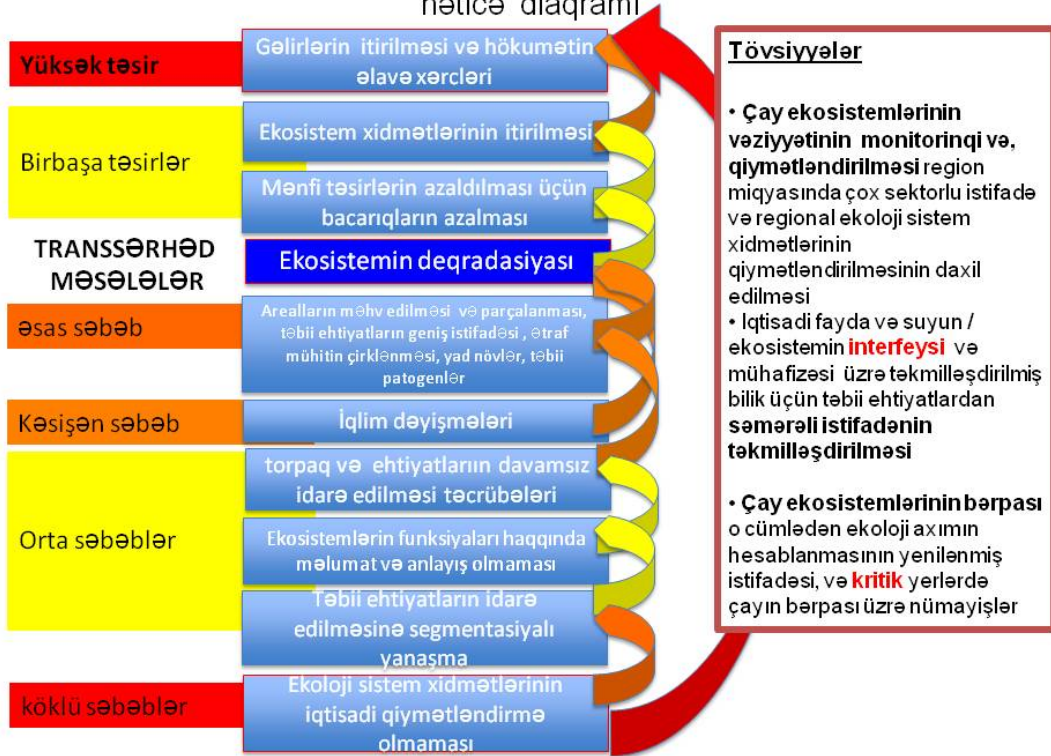 nəticə diaqramı
Yüksək təsir
Gəlirlərin itirilməsi və hökumətin
əlavə xərcləri
Birbaşa təsirlər
Ekosistem xidmətlərinin itirilməsi
Mənfi təsirlərin azaldılması üçün
bacarıqların azalması
TRANSSƏRHƏD
MƏSƏLƏLƏR
Ekosistemin deqradasiyası
əsas səbəb
Arealların məhv edilməsi və parçalanması,
təbii ehtiyatların geniş istifadəsi , ətraf
mühitin çirklənməsi, yad növlər, təbii
patogenlər
Kəsişən səbəb
İqlim dəyişmələri
Orta səbəblər
torpaq və ehtiyatlarıın davamsız
idarə edilməsi təcrübələri
Ekosistemlərin funksiyaları haqqında
məlumat və anlayış olmaması
Təbii ehtiyatların idarə
edilməsinə segmentasiyalı
yanaşma
köklü səbəblər
Ekoloji sistem xidmətlərinin
iqtisadi qiymətləndirmə
olmaması
Tövsiyyələr
• Çay ekosistemlərinin
vəziyyətinin monitorinqi və,
qiymətləndirilməsi region
miqyasında çox sektorlu istifadə
və regional ekoloji sistem
xidmətlərinin
qiymətləndirilməsinin daxil
edilməsi
• Iqtisadi fayda və suyun /
ekosistemin interfeysi və
mühafizəsi üzrə təkmilləşdirilmiş
bilik üçün təbii ehtiyatlardan
səmərəli istifadənin
təkmilləşdirilməsi
• Çay ekosistemlərinin bərpası
o cümlədən ekoloji axımın
hesablanmasının yenilənmiş
istifadəsi, və kritik yerlərdə
çayın bərpası üzrə nümayişlər